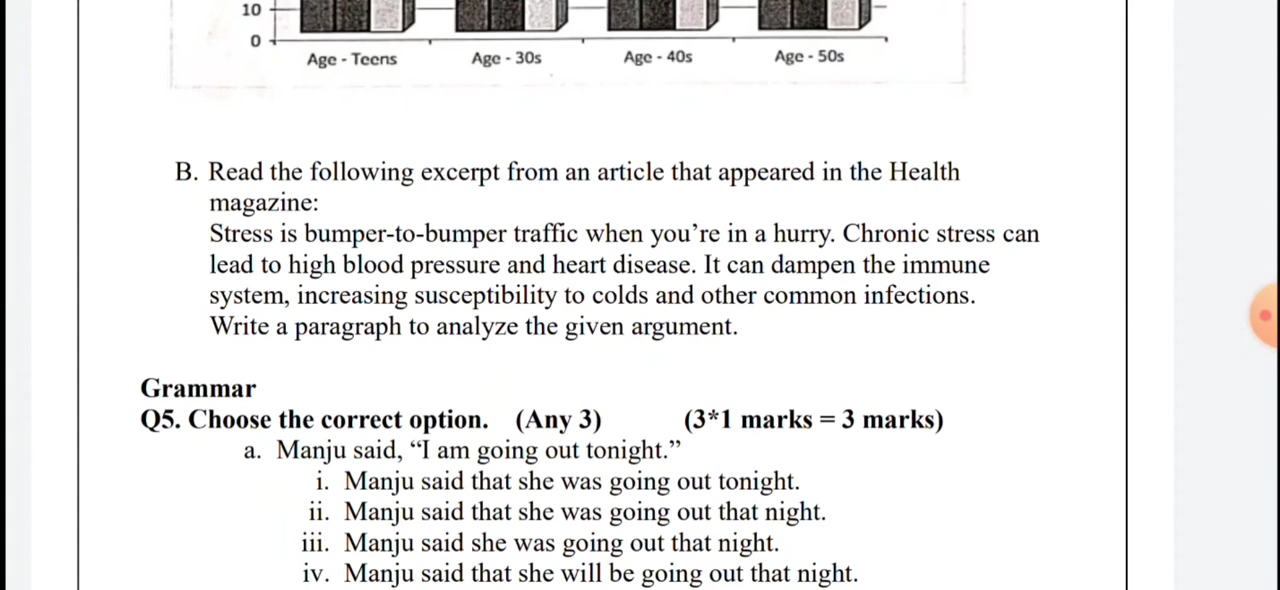 10
0
Age - Teens Age - 30s Age - 40s Age - 50s
B. Read the following excerpt from an article that appeared in the Health
magazine:
Stress is bumper-to-bumper traffic when you’re in a hurry. Chronic stress can
lead to high blood pressure and heart disease. It can dampen the immune
system, increasing susceptibility to colds and other common infections.
Write a paragraph to analyze the given argument.
Grammar
Q5. Choose the correct option. (Any 3) (3*1 marks = 3 marks)
a. Manju said, “I am going out tonight.”
i. Manju said that she was going out tonight.
ii. Manju said that she was going out that night.
iii. Manju said she was going out that night.
iv. Manju said that she will be going out that night.